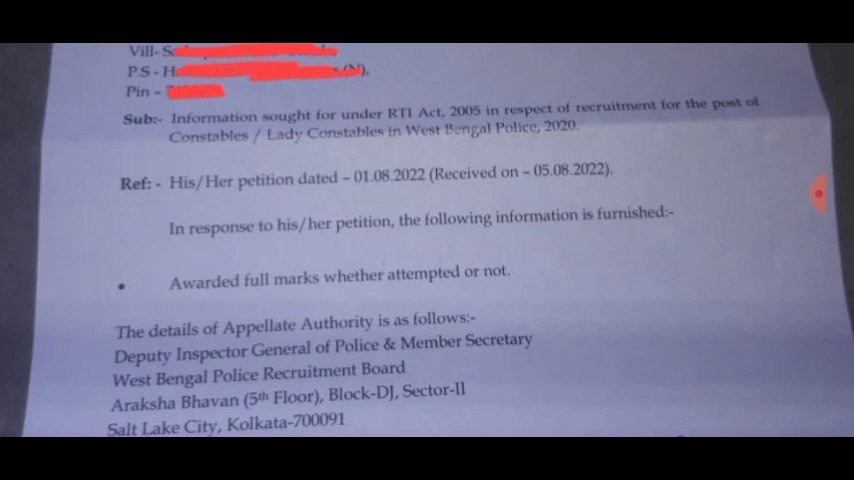 Vill- S
P.S - H (N),
Pin –
Sub:- Information sought for under RTI Act, 2005 in respect of recruitment for the post of
Constables / Lady Constables in West Bengal Police, 2020.
Ref: - His/Her petition dated – 01.08.2022 (Received on – 05.08.2022).
In response to his/her petition, the following information is furnished:-
• Awarded full marks whether attempted or not.
The details of Appellate Authority is as follows:-
Deputy Inspector General of Police & Member Secretary
West Bengal Police Recruitment Board
Araksha Bhavan (5th Floor), Block-DJ, Sector-II
Salt Lake City, Kolkata-700091